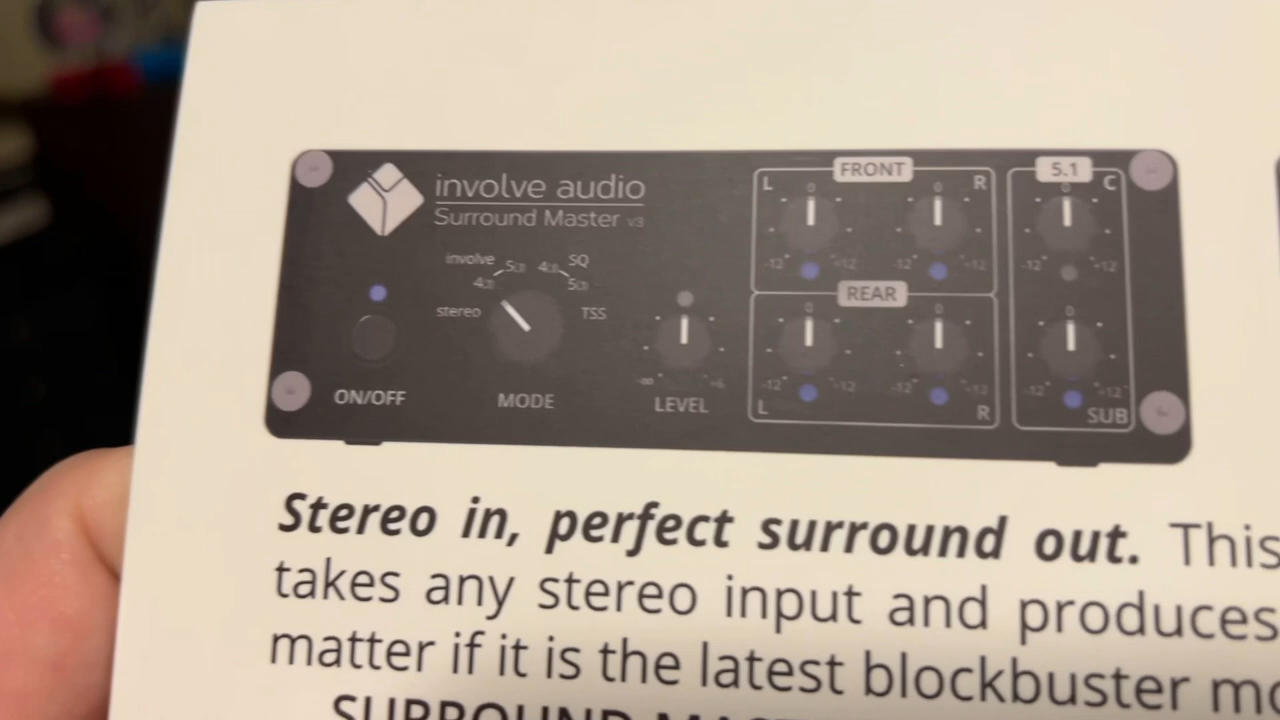 involve audio
Surround Master v3
FRONT
5.1
L
0
0
R
0
C
-12 +12
-12 +12
-12 +12
REAR
0
0
0
-12 +12
-12 +12
-12 +12
L
R
SUB
involve
SQ
5.1
4.1
4.1
5.1
stereo
TSS
-∞ +6
ON/OFF
MODE
LEVEL
Stereo in, perfect surround out. This
takes any stereo input and produces
matter if it is the latest blockbuster